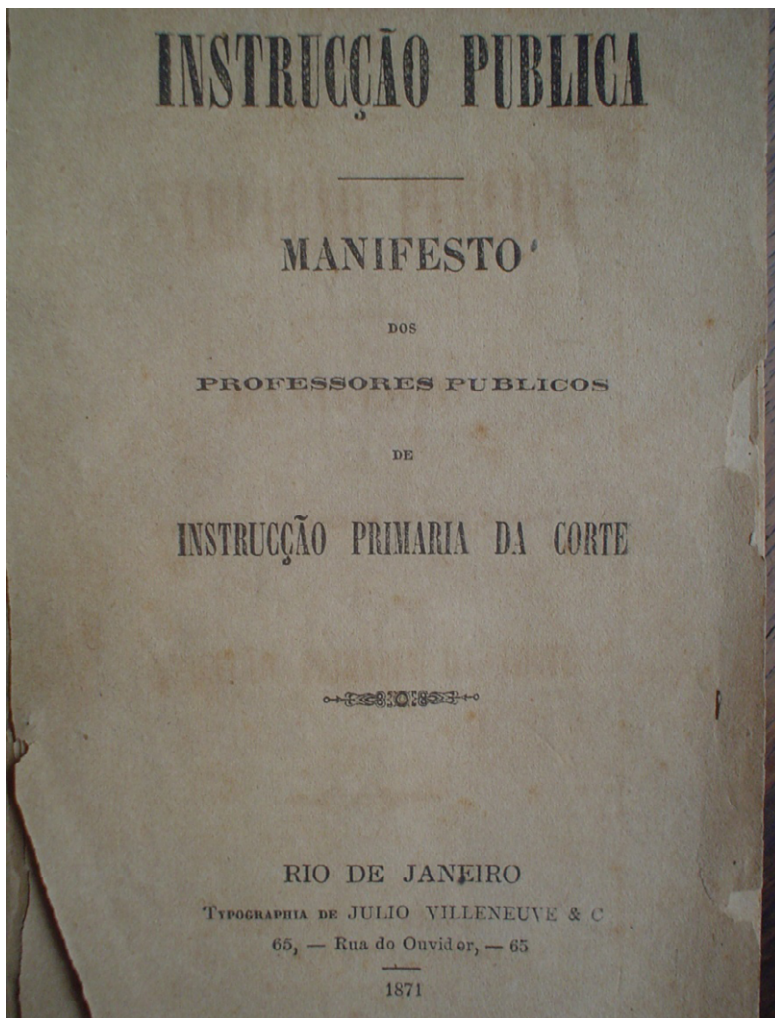 INSTRUCÇÃO PUBLICA
MANIFESTO
DOS
PROFESSORES PUBLICOS
DE
INSTRUCÇÃO PRIMARIA DA CORTE
RIO DE JANEIRO
TYPOGRAPHIA DE JULIO VILLENEUVE & C
65, — Rua do Ouvidor, — 65
1871